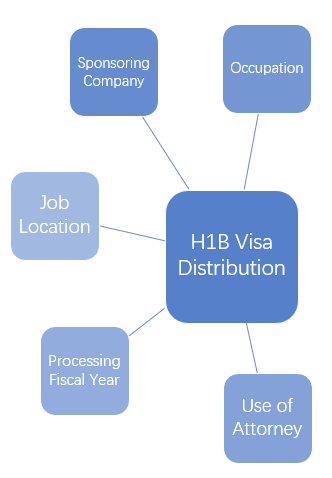 Sponsoring
Company
Occupation
Job
Location
H1B Visa
Distribution
Processing
Fiscal Year
Use of
Attorney